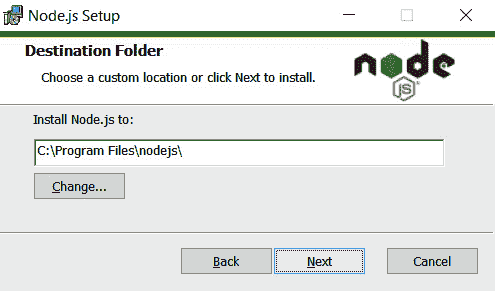 Node.js Setup
Destination Folder
Choose a custom location or click Next to install.
node
JS
Install Node.js to:
C:\Program Files\nodejs\
Change...
Back
Next
Cancel